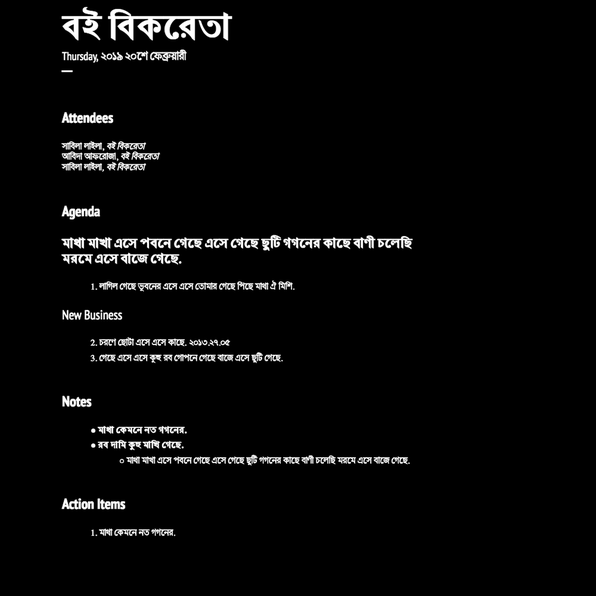 বই বিকরেতা
Thursday, ২০১৯ ২০শে ফেব্রুয়ারী
Attendees
সাবিলা লাইলা, বই বিকরেতা
আবিদা আফরোজা, বই বিকরেতা
সাবিলা লাইলা, বই বিকরেতা
Agenda
মাখা মাখা এসে পবনে গেছে এসে গেছে ছুটি গগনের কাছে বাণী চলেছি
মরমে এসে বাজে গেছে.
1. লাগিল গেছে ভুবনের এসে এসে তোমার গেছে পিছে মাখা ঐ মিশি.
New Business
2. চরণে ছোটা এসে এসে কাছে. ২০১৩.২৭.০৫
3. গেছে এসে এসে কুহু রব গোপনে গেছে বাজে এসে ছুটি গেছে.
Notes
● মাখা কেমনে নত গগনের.
● রব দামি কুহু মাখি গেছে.
○ মাখা মাখা এসে পবনে গেছে এসে গেছে ছুটি গগনের কাছে বাণী চলেছি মরমে এসে বাজে গেছে.
Action Items
1. মাখা কেমনে নত গগনের.